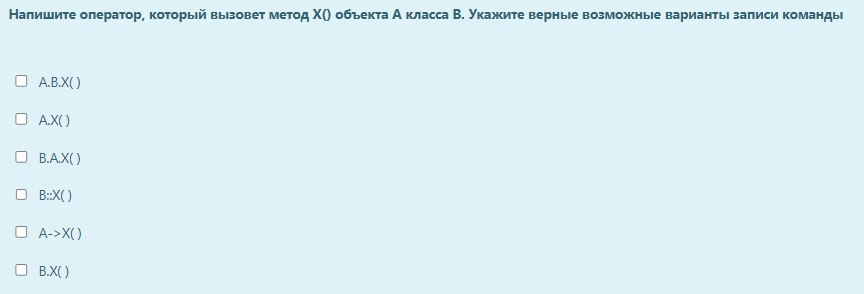 Напишите оператор, который вызовет метод X() объекта A класса B. Укажите верные возможные варианты записи команды
A.B.X( )
A.X( )
B.A.X( )
B::X( )
A->X( )
B.X( )